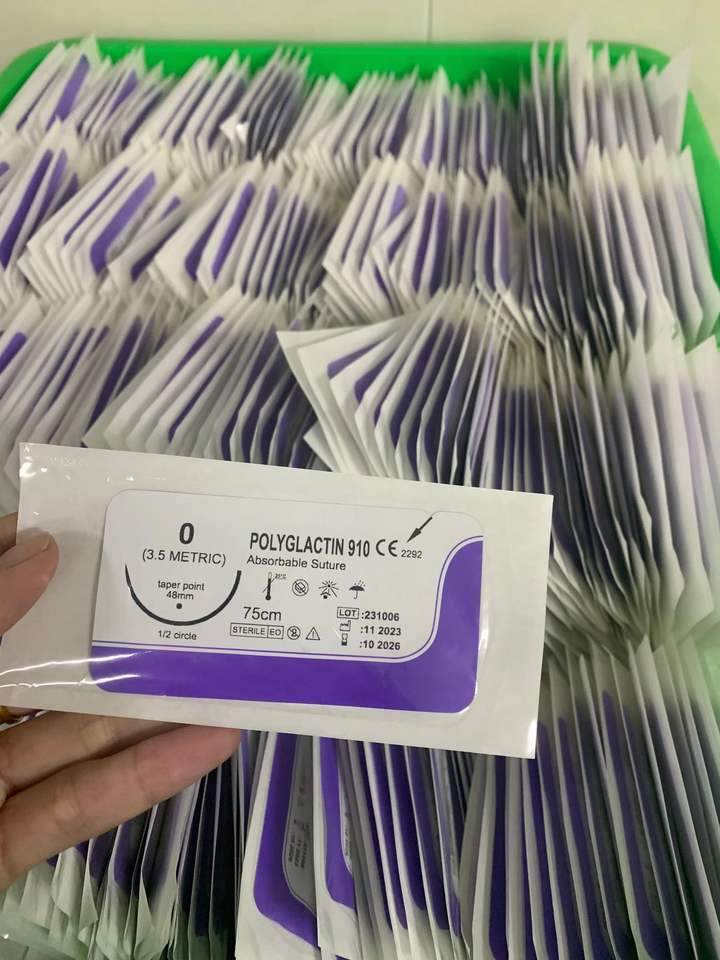 0
(3.5 METRIC)
taper point
48mm
1/2 circle
POLYGLACTIN 910 CE 2292
Absorbable Suture
75cm
STERILE EO
LOT :231006
:11 2023
:10 2026